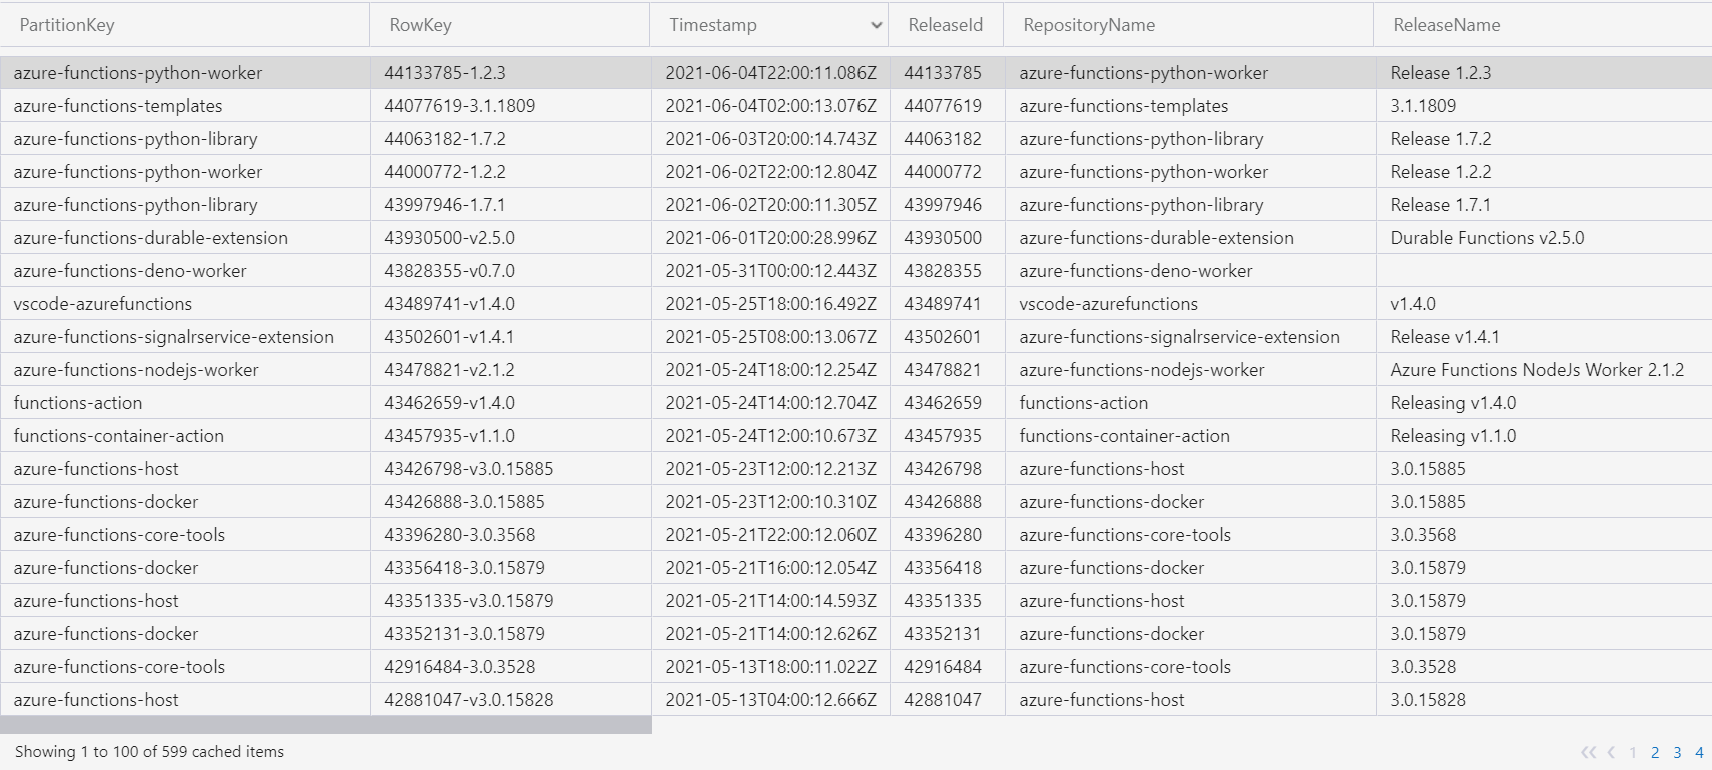 PartitionKey RowKey Timestamp ReleaseId RepositoryName ReleaseName
azure-functions-python-worker 44133785-1.2.3 2021-06-04T22:00:11.086Z 44133785 azure-functions-python-worker Release 1.2.3
azure-functions-templates 44077619-3.1.1809 2021-06-04T02:00:13.076Z 44077619 azure-functions-templates 3.1.1809
azure-functions-python-library 44063182-1.7.2 2021-06-03T20:00:14.743Z 44063182 azure-functions-python-library Release 1.7.2
azure-functions-python-worker 44000772-1.2.2 2021-06-02T22:00:12.804Z 44000772 azure-functions-python-worker Release 1.2.2
azure-functions-python-library 43997946-1.7.1 2021-06-02T20:00:11.305Z 43997946 azure-functions-python-library Release 1.7.1
azure-functions-durable-extension 43930500-v2.5.0 2021-06-01T20:00:28.996Z 43930500 azure-functions-durable-extension Durable Functions v2.5.0
azure-functions-deno-worker 43828355-v0.7.0 2021-05-31T00:00:12.443Z 43828355 azure-functions-deno-worker
vscode-azurefunctions 43489741-v1.4.0 2021-05-25T18:00:16.492Z 43489741 vscode-azurefunctions v1.4.0
azure-functions-signalrservice-extension 43502601-v1.4.1 2021-05-25T08:00:13.067Z 43502601 azure-functions-signalrservice-extension Release v1.4.1
azure-functions-nodejs-worker 43478821-v2.1.2 2021-05-24T18:00:12.254Z 43478821 azure-functions-nodejs-worker Azure Functions NodeJs Worker 2.1.2
functions-action 43462659-v1.4.0 2021-05-24T14:00:12.704Z 43462659 functions-action Releasing v1.4.0
functions-container-action 43457935-v1.1.0 2021-05-24T12:00:10.673Z 43457935 functions-container-action Releasing v1.1.0
azure-functions-host 43426798-v3.0.15885 2021-05-23T12:00:12.213Z 43426798 azure-functions-host 3.0.15885
azure-functions-docker 43426888-3.0.15885 2021-05-23T12:00:10.310Z 43426888 azure-functions-docker 3.0.15885
azure-functions-core-tools 43396280-3.0.3568 2021-05-21T22:00:12.060Z 43396280 azure-functions-core-tools 3.0.3568
azure-functions-docker 43356418-3.0.15879 2021-05-21T16:00:12.054Z 43356418 azure-functions-docker 3.0.15879
azure-functions-host 43351335-v3.0.15879 2021-05-21T14:00:14.593Z 43351335 azure-functions-host 3.0.15879
azure-functions-docker 43352131-3.0.15879 2021-05-21T14:00:12.626Z 43352131 azure-functions-docker 3.0.15879
azure-functions-core-tools 42916484-3.0.3528 2021-05-13T18:00:11.022Z 42916484 azure-functions-core-tools 3.0.3528
azure-functions-host 42881047-v3.0.15828 2021-05-13T04:00:12.666Z 42881047 azure-functions-host 3.0.15828
Showing 1 to 100 of 599 cached items 1 2 3 4